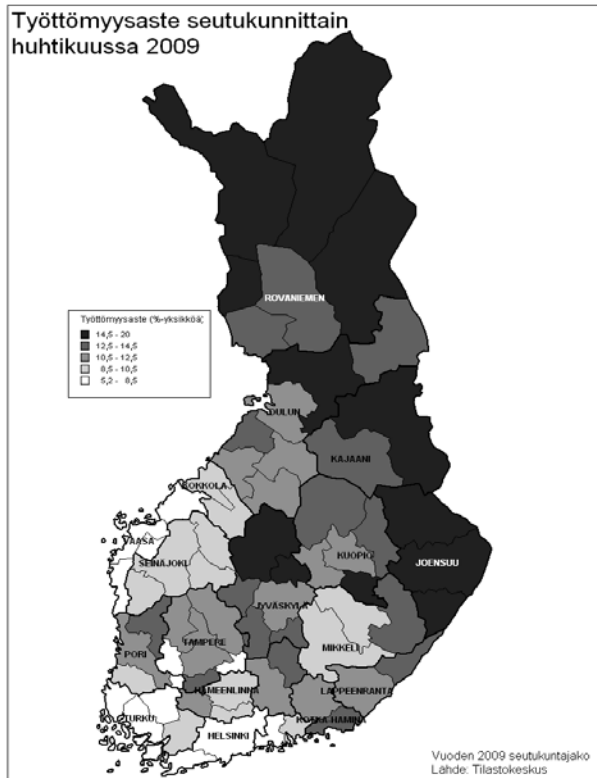 Työttömyysaste seutukunnittain
huhtikuussa 2009
ROVANIEMEN
Työttömyysaste (%-yksikköä)
14,5 - 20
12,5 - 14,5
10,5 - 12,5
8,5 - 10,5
5,2 - 8,5
OULUN
KAJAANI
KOKKOLA
VAASA
SEINÄJOKI
KUOPIO
JOENSUU
JYVÄSKYLÄ
TAMPERE
PORI
MIKKELI
HÄMEENLINNA
LAPPEENRANTA
TURKU
KOTKA-HAMINA
HELSINKI
Vuoden 2009 seutukuntajako
Lähde: Tilastokeskus